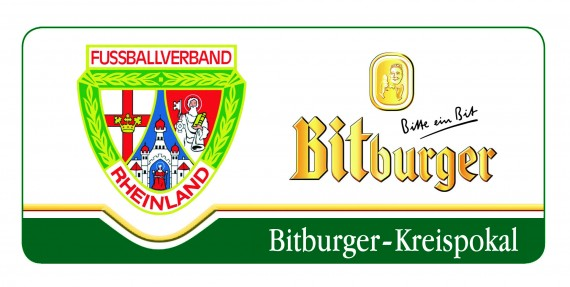 FUSSBALLVERBAND
RHEINLAND
Bitte ein Bit
Bitburger
Bitburger-Kreispokal